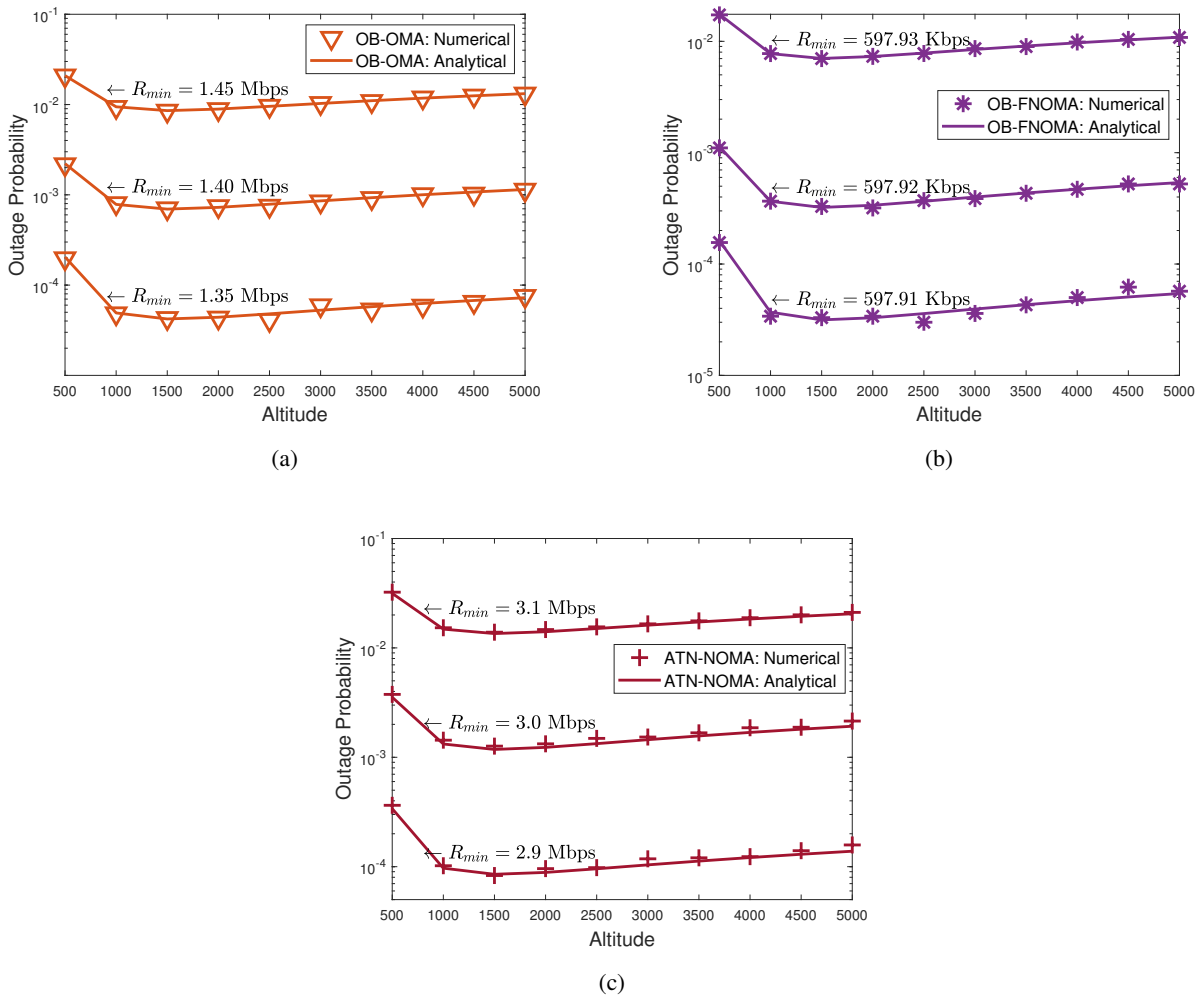 10^-1
OB-OMA: Numerical
OB-OMA: Analytical
← R_min = 1.45 Mbps
10^-2
← R_min = 1.40 Mbps
10^-3
← R_min = 1.35 Mbps
10^-4
Outage Probability
500 1000 1500 2000 2500 3000 3500 4000 4500 5000
Altitude
(a)
10^-2
← R_min = 597.93 Kbps
OB-FNOMA: Numerical
OB-FNOMA: Analytical
10^-3
← R_min = 597.92 Kbps
10^-4
← R_min = 597.91 Kbps
10^-5
Outage Probability
500 1000 1500 2000 2500 3000 3500 4000 4500 5000
Altitude
(b)
10^-1
← R_min = 3.1 Mbps
10^-2
ATN-NOMA: Numerical
ATN-NOMA: Analytical
← R_min = 3.0 Mbps
10^-3
← R_min = 2.9 Mbps
10^-4
Outage Probability
500 1000 1500 2000 2500 3000 3500 4000 4500 5000
Altitude
(c)